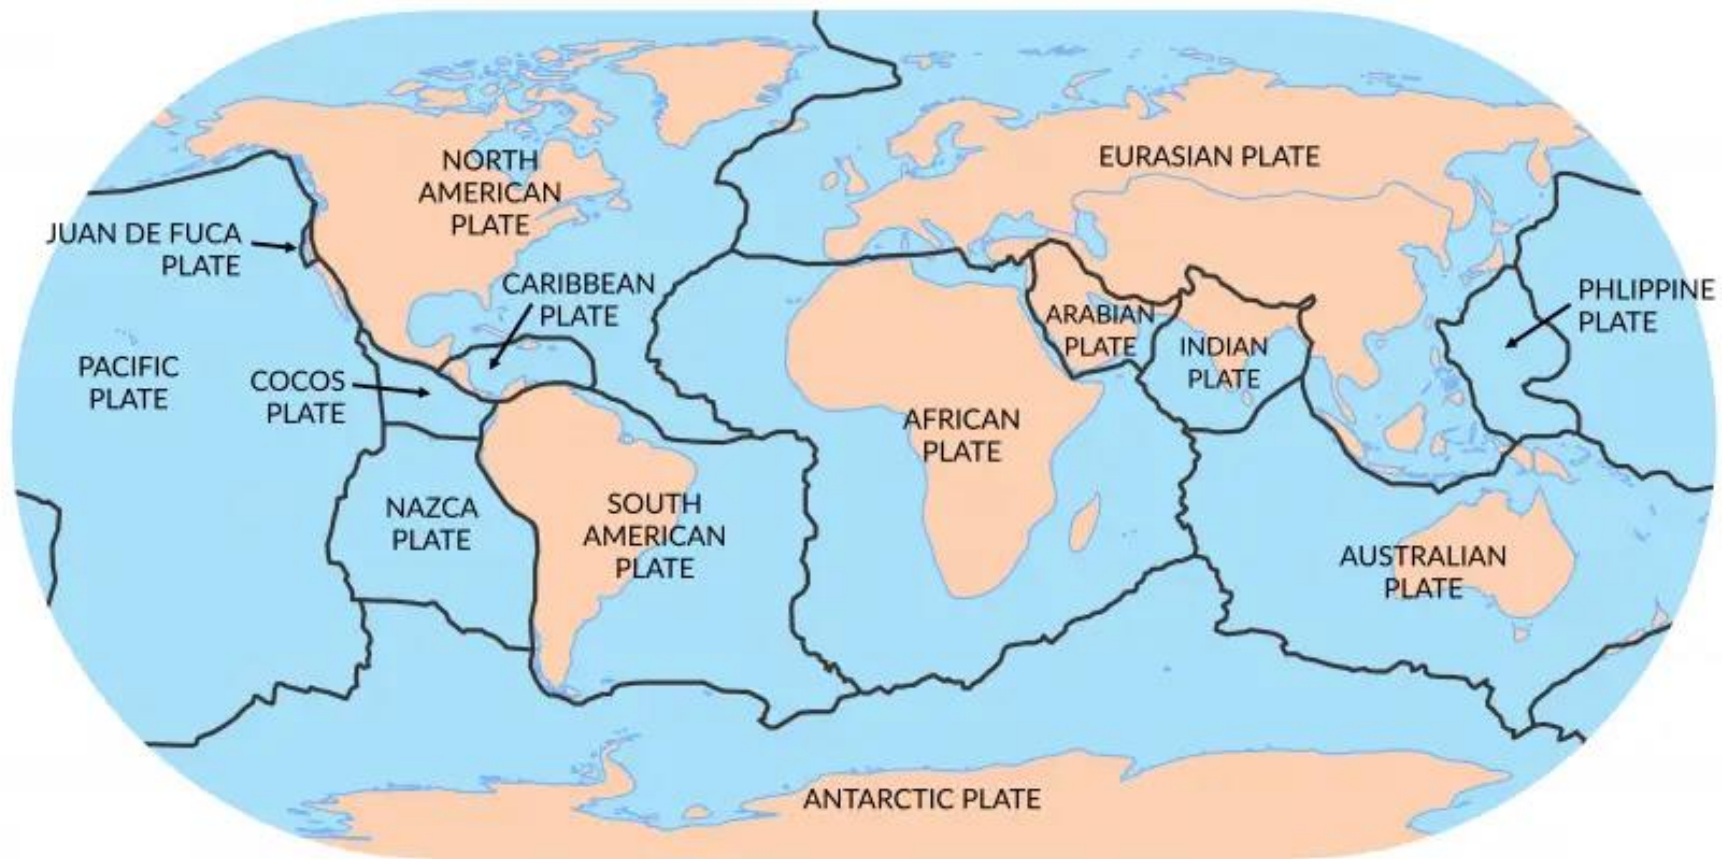 NORTH
AMERICAN
PLATE
EURASIAN PLATE
JUAN DE FUCA
PLATE
CARIBBEAN
PLATE
PHLIPPINE
PLATE
ARABIAN
PLATE
INDIAN
PLATE
PACIFIC
PLATE
COCOS
PLATE
AFRICAN
PLATE
NAZCA
PLATE
SOUTH
AMERICAN
PLATE
AUSTRALIAN
PLATE
ANTARCTIC PLATE